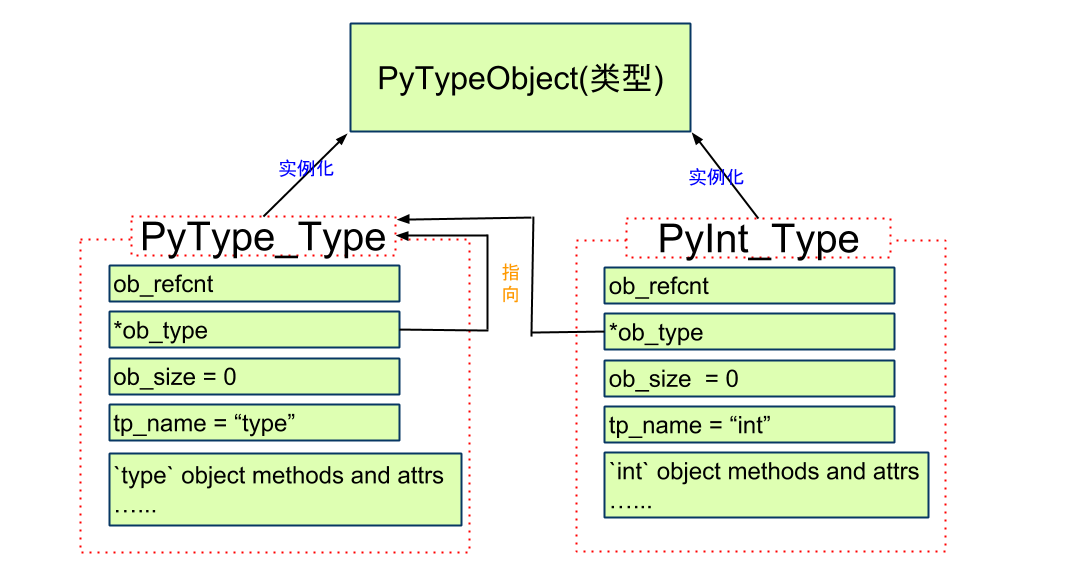 PyTypeObject(类型)
实例化
实例化
PyType_Type
PyInt_Type
ob_refcnt
*ob_type
ob_size = 0
tp_name = “type”
`type` object methods and attrs
…...
指
向
ob_refcnt
*ob_type
ob_size  = 0
tp_name = “int”
`int` object methods and attrs
…...